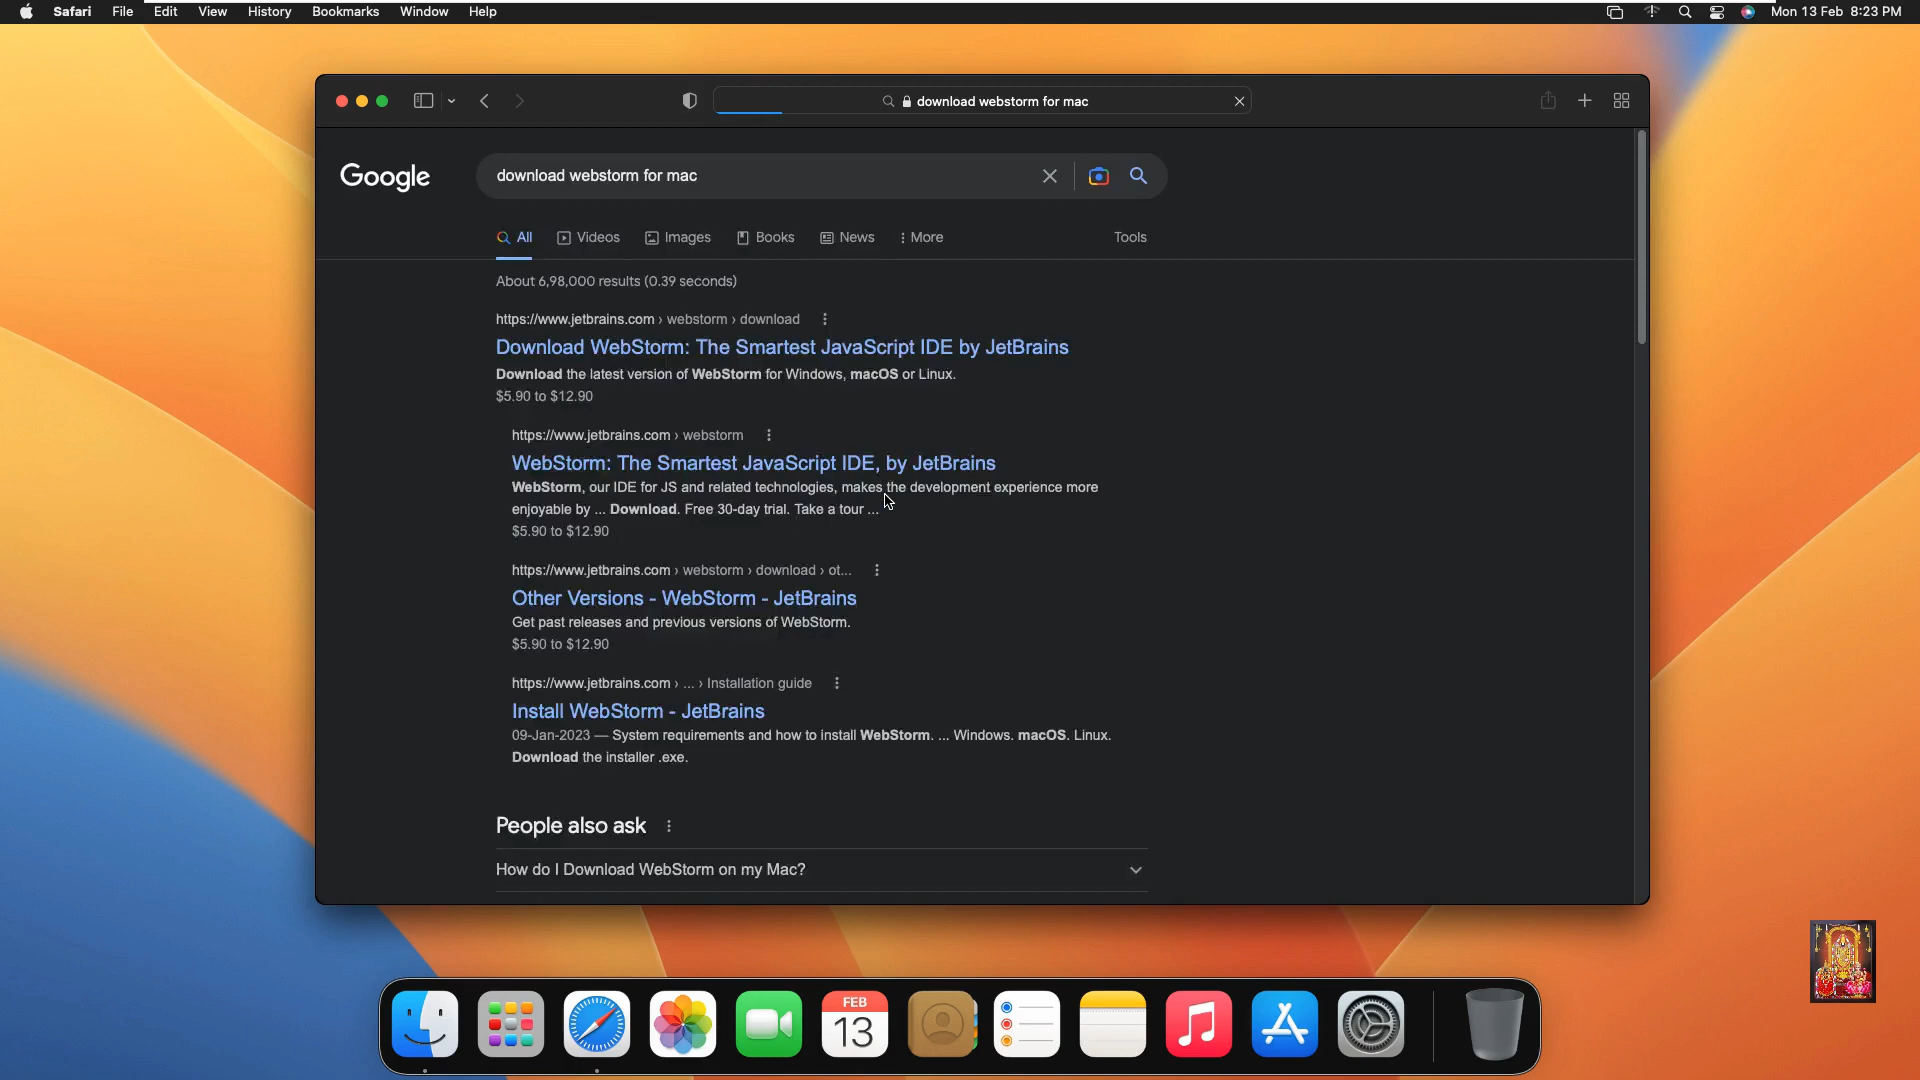 Safari File Edit View History Bookmarks Window Help Mon 13 Feb 8:23 PM
download webstorm for mac
Google download webstorm for mac
All Videos Images Books News More Tools
About 6,98,000 results (0.39 seconds)
https://www.jetbrains.com › webstorm › download
Download WebStorm: The Smartest JavaScript IDE by JetBrains
Download the latest version of WebStorm for Windows, macOS or Linux.
$5.90 to $12.90
https://www.jetbrains.com › webstorm
WebStorm: The Smartest JavaScript IDE, by JetBrains
WebStorm, our IDE for JS and related technologies, makes the development experience more
enjoyable by ... Download. Free 30-day trial. Take a tour ...
$5.90 to $12.90
https://www.jetbrains.com › webstorm › download › ot...
Other Versions - WebStorm - JetBrains
Get past releases and previous versions of WebStorm.
$5.90 to $12.90
https://www.jetbrains.com › ... › Installation guide
Install WebStorm - JetBrains
09-Jan-2023 — System requirements and how to install WebStorm. ... Windows. macOS. Linux.
Download the installer .exe.
People also ask
How do I Download WebStorm on my Mac?
FEB
13